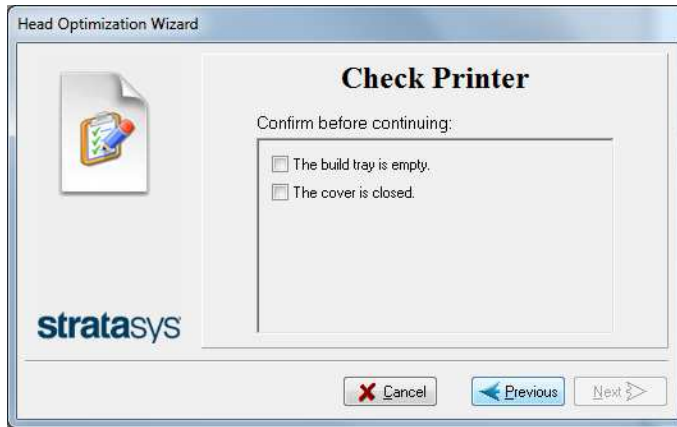 Head Optimization Wizard
Check Printer
Confirm before continuing:
The build tray is empty.
The cover is closed.
stratasys
Cancel
Previous
Next